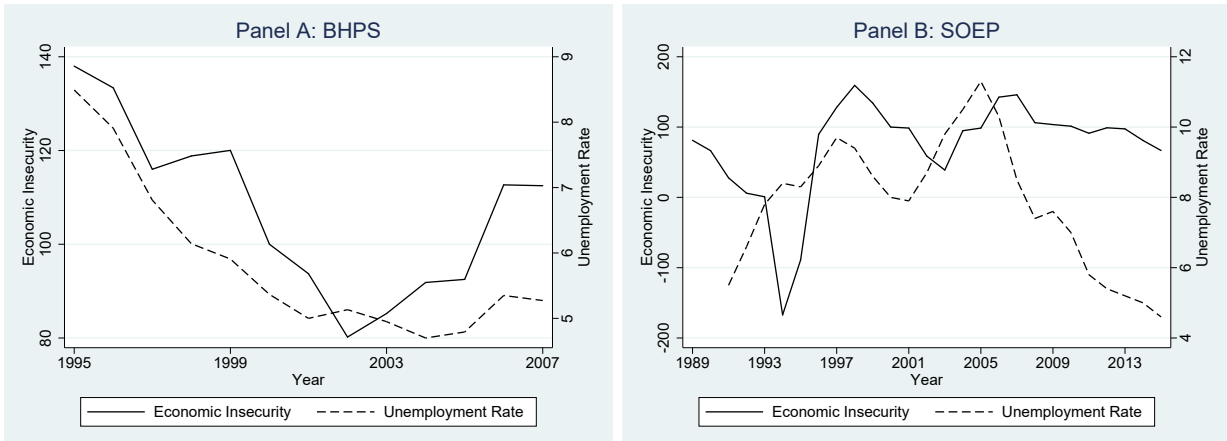 Panel A: BHPS
140
120
100
80
Economic Insecurity
9
8
7
6
5
Unemployment Rate
1995 1999 2003 2007
Year
Economic Insecurity Unemployment Rate
Panel B: SOEP
200
100
0
-100
-200
Economic Insecurity
12
10
8
6
4
Unemployment Rate
1989 1993 1997 2001 2005 2009 2013
Year
Economic Insecurity Unemployment Rate